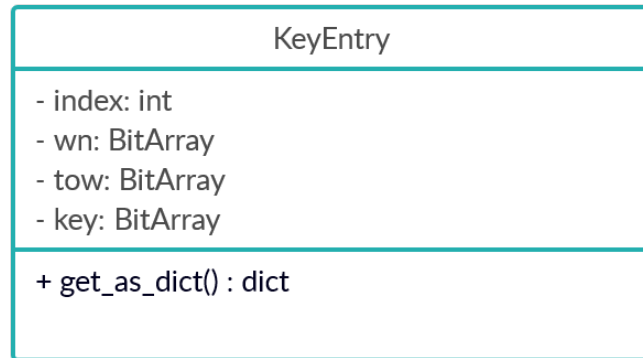 KeyEntry
- index: int
- wn: BitArray
- tow: BitArray
- key: BitArray
+ get_as_dict() : dict